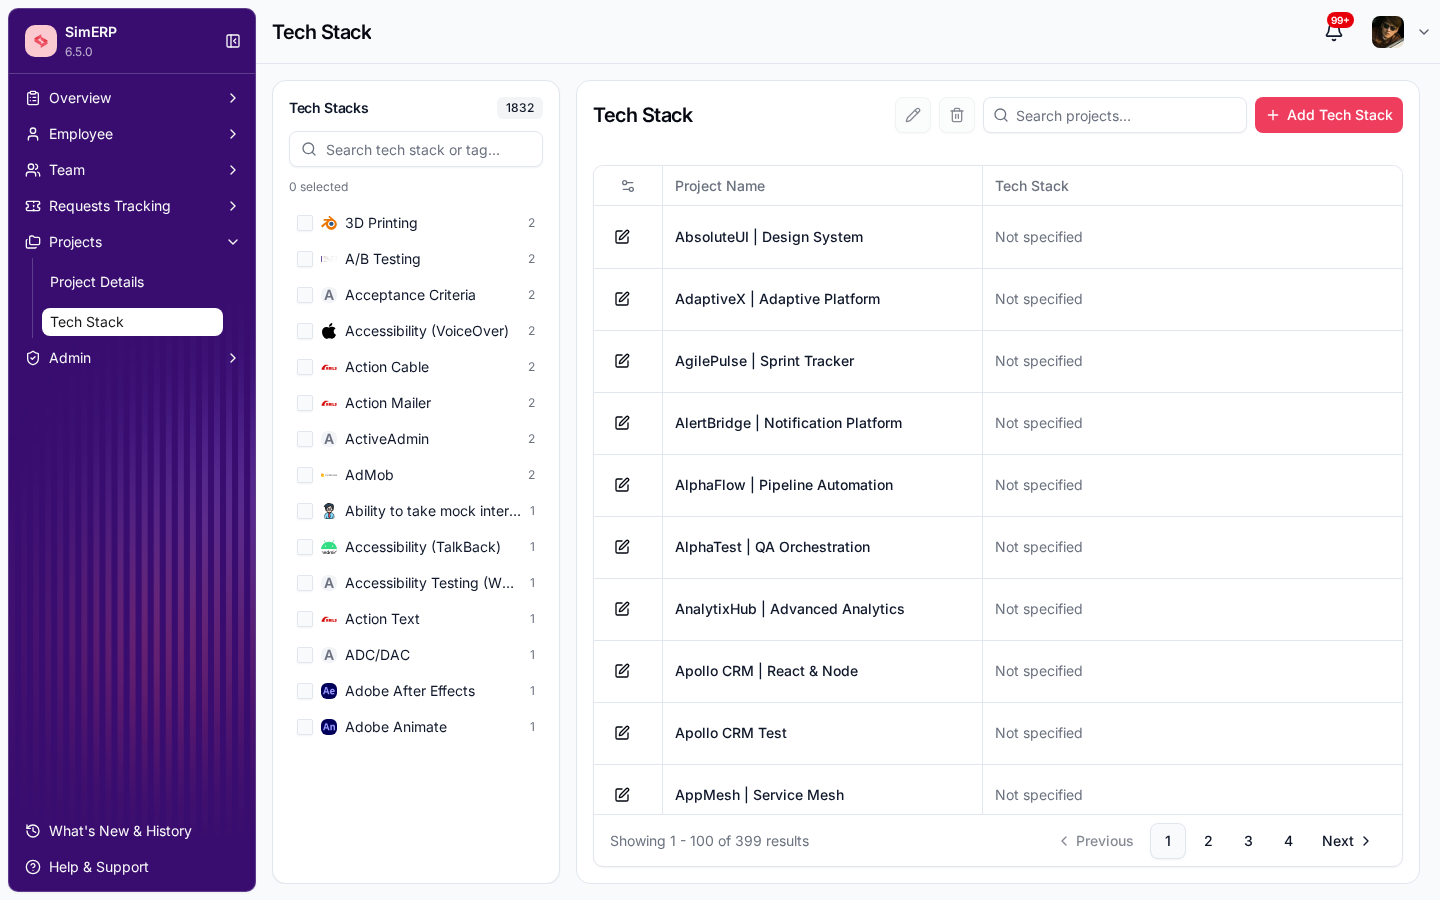 SimERP
6.5.0
Overview
Employee
Team
Requests Tracking
Projects
Project Details
Tech Stack
Admin
What's New & History
Help & Support
Tech Stack
99+
Tech Stacks
1832
Search tech stack or tag...
0 selected
3D Printing 2
A/B Testing 2
A Acceptance Criteria 2
Accessibility (VoiceOver) 2
Action Cable 2
Action Mailer 2
A ActiveAdmin 2
AdMob 2
Ability to take mock inter... 1
Accessibility (TalkBack) 1
A Accessibility Testing (W... 1
Action Text 1
A ADC/DAC 1
Ae Adobe After Effects 1
An Adobe Animate 1
Tech Stack
Search projects...
Add Tech Stack
Project Name Tech Stack
AbsoluteUI | Design System Not specified
AdaptiveX | Adaptive Platform Not specified
AgilePulse | Sprint Tracker Not specified
AlertBridge | Notification Platform Not specified
AlphaFlow | Pipeline Automation Not specified
AlphaTest | QA Orchestration Not specified
AnalytixHub | Advanced Analytics Not specified
Apollo CRM | React & Node Not specified
Apollo CRM Test Not specified
AppMesh | Service Mesh Not specified
Showing 1 - 100 of 399 results
Previous 1 2 3 4 Next